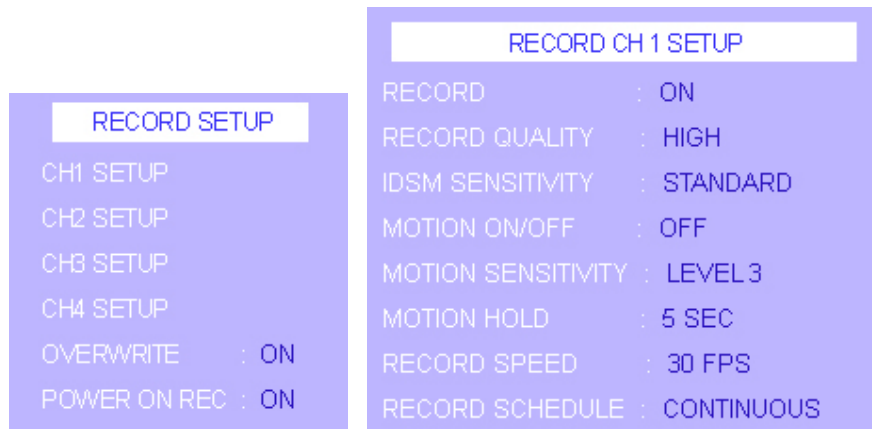 RECORD SETUP
CH1 SETUP
CH2 SETUP
CH3 SETUP
CH4 SETUP
OVERWRITE : ON
POWER ON REC : ON
RECORD CH 1 SETUP
RECORD : ON
RECORD QUALITY : HIGH
IDSM SENSITIVITY : STANDARD
MOTION ON/OFF : OFF
MOTION SENSITIVITY : LEVEL 3
MOTION HOLD : 5 SEC
RECORD SPEED : 30 FPS
RECORD SCHEDULE : CONTINUOUS